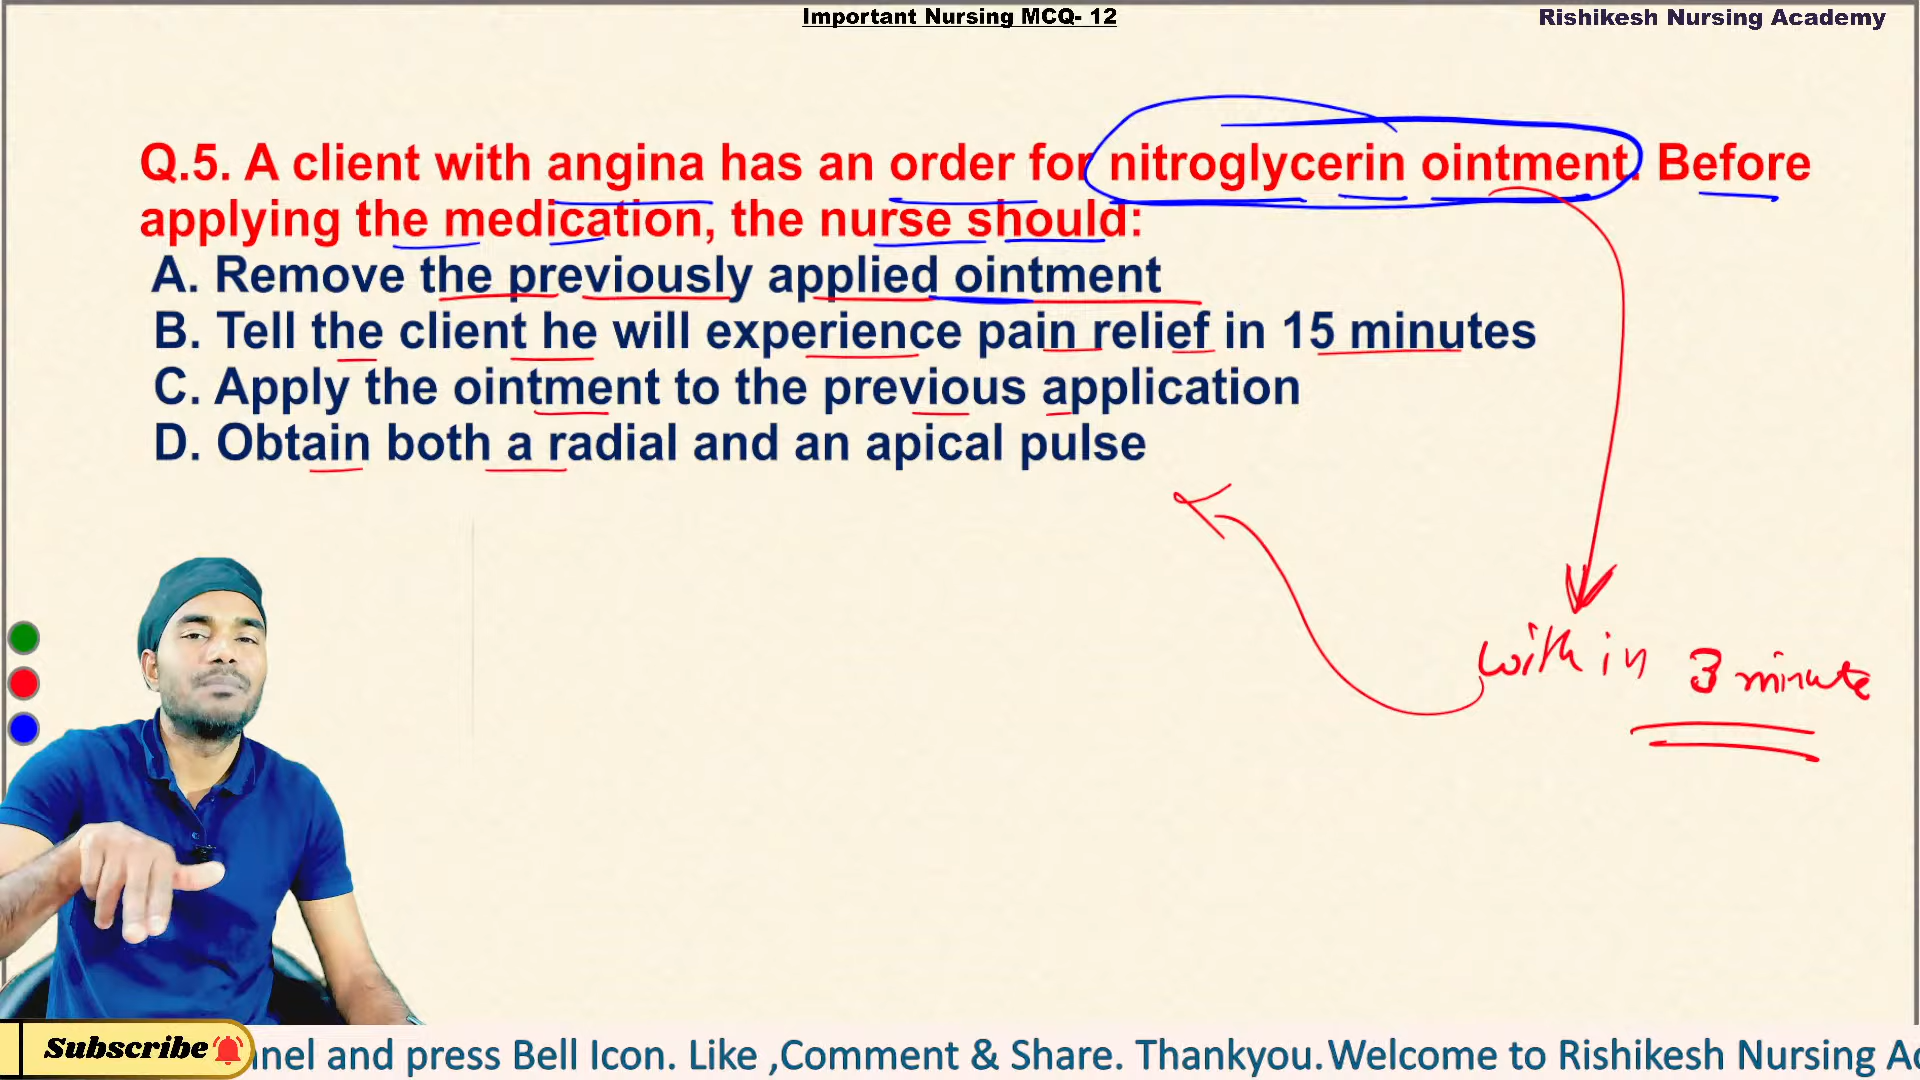 Important Nursing MCQ- 12
Rishikesh Nursing Academy
Q.5. A client with angina has an order for nitroglycerin ointment. Before
applying the medication, the nurse should:
A. Remove the previously applied ointment
B. Tell the client he will experience pain relief in 15 minutes
C. Apply the ointment to the previous application
D. Obtain both a radial and an apical pulse
with in 3 minute
Subscribe
and press Bell Icon. Like ,Comment & Share. Thankyou.Welcome to Rishikesh Nursing